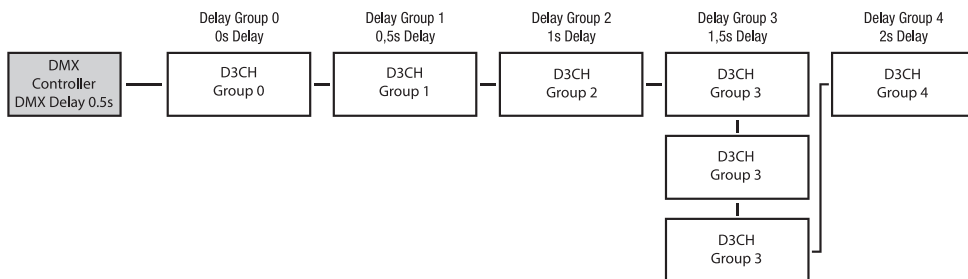 Delay Group 0
0s Delay
Delay Group 1
0,5s Delay
Delay Group 2
1s Delay
Delay Group 3
1,5s Delay
Delay Group 4
2s Delay
DMX
Controller
DMX Delay 0.5s
D3CH
Group 0
D3CH
Group 1
D3CH
Group 2
D3CH
Group 3
D3CH
Group 4
D3CH
Group 3
D3CH
Group 3